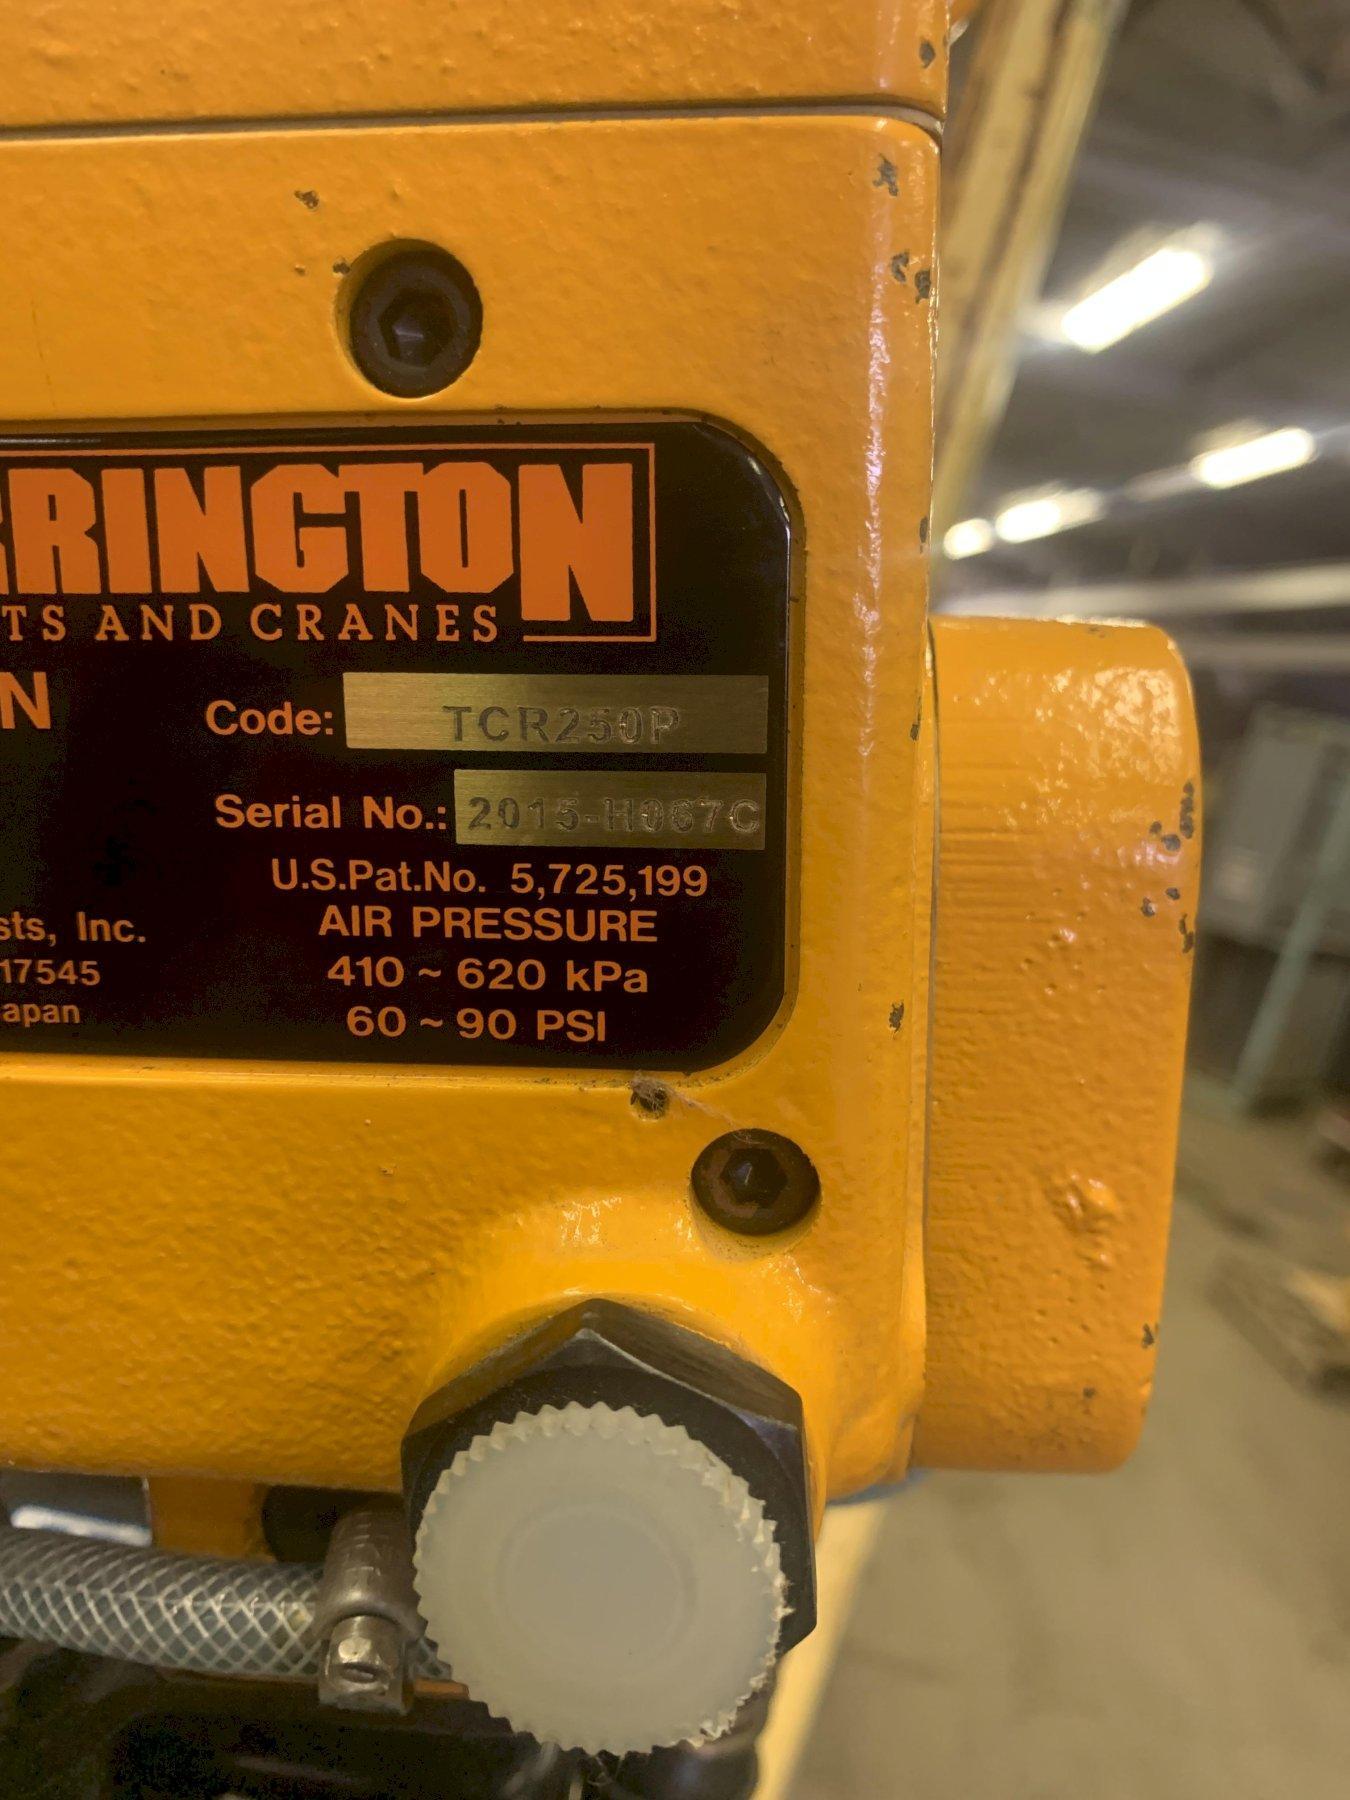 RRINGTON
TS AND CRANES
N
Code: TCR250P
Serial No.: 2015-H067C
U.S.Pat.No. 5,725,199
sts, Inc.
AIR PRESSURE
17545
410 ~ 620 kPa
apan
60 ~ 90 PSI